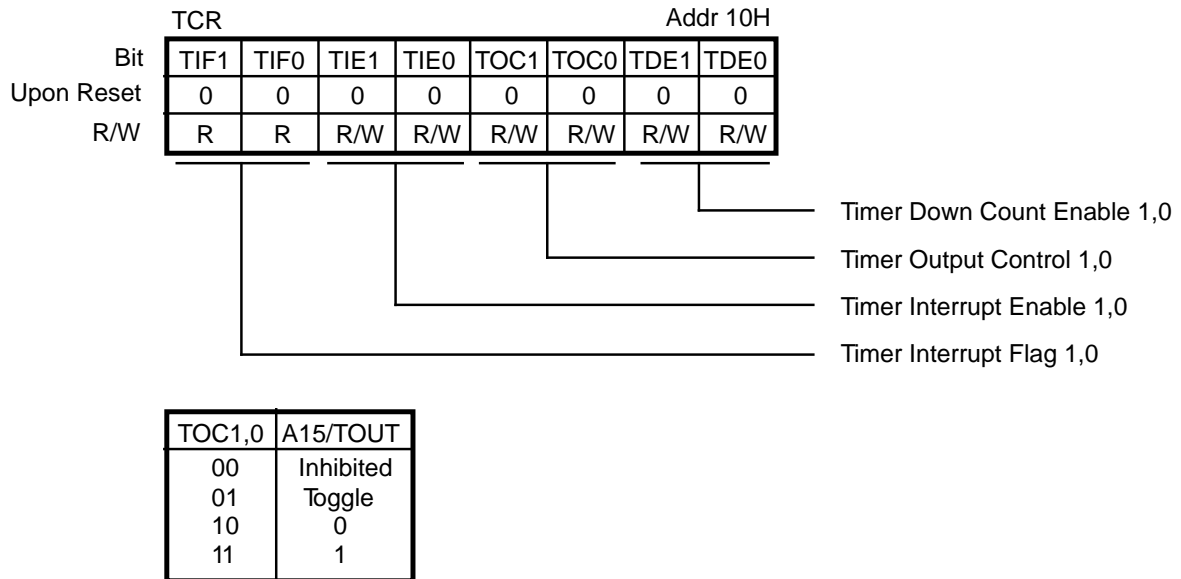 TCR Addr 10H
Bit TIF1 TIF0 TIE1 TIE0 TOC1 TOC0 TDE1 TDE0
Upon Reset 0 0 0 0 0 0 0 0
R/W R R R/W R/W R/W R/W R/W R/W
Timer Down Count Enable 1,0
Timer Output Control 1,0
Timer Interrupt Enable 1,0
Timer Interrupt Flag 1,0
TOC1,0 A15/TOUT
00 Inhibited
01 Toggle
10 0
11 1